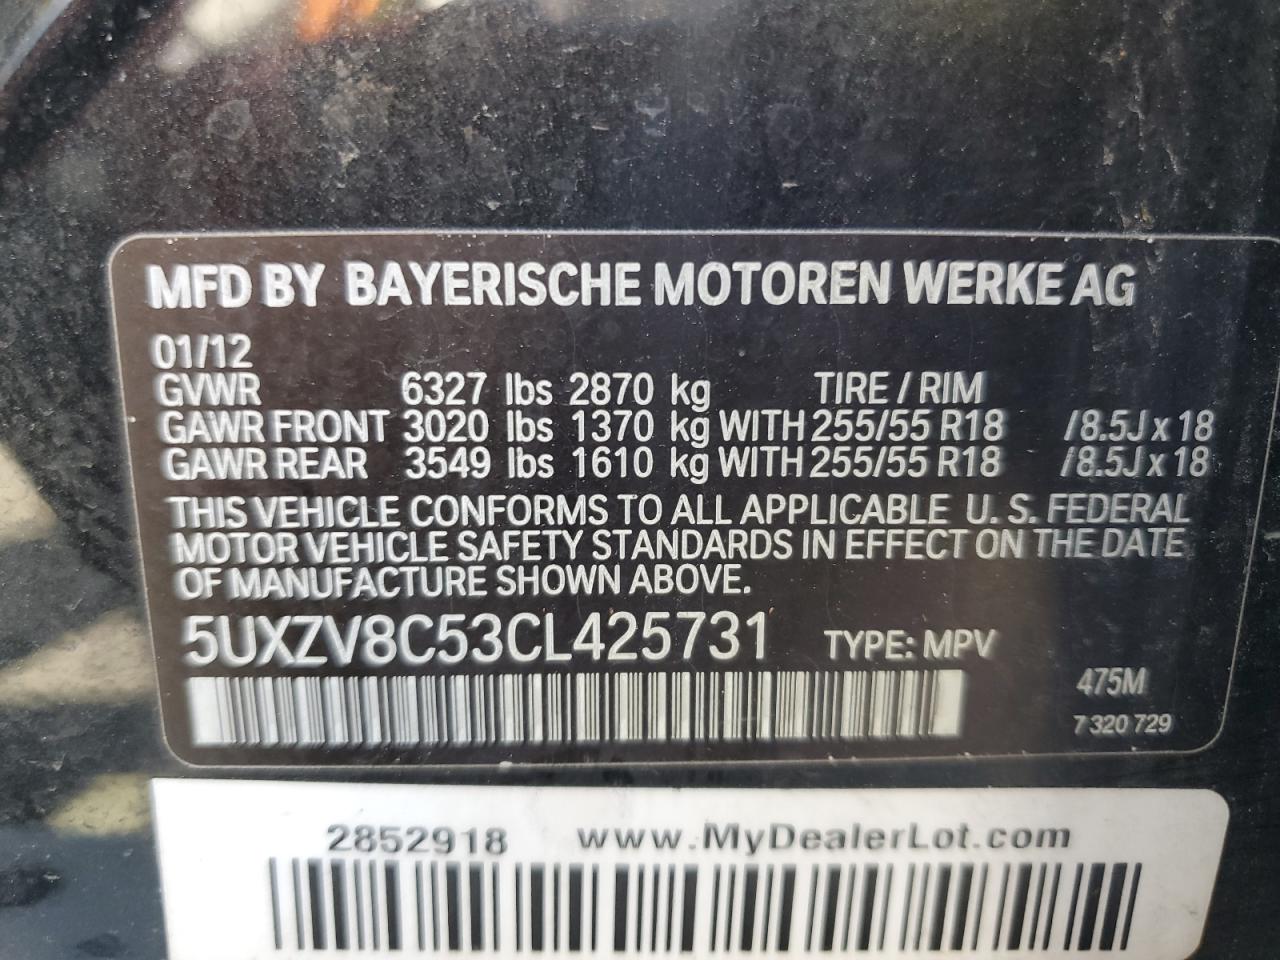 MFD BY BAYERISCHE MOTOREN WERKE AG
01/12
GVWR 6327 lbs 2870 kg TIRE / RIM
GAWR FRONT 3020 lbs 1370 kg WITH 255/55 R18 /8.5J x 18
GAWR REAR 3549 lbs 1610 kg WITH 255/55 R18 /8.5J x 18
THIS VEHICLE CONFORMS TO ALL APPLICABLE U. S. FEDERAL
MOTOR VEHICLE SAFETY STANDARDS IN EFFECT ON THE DATE
OF MANUFACTURE SHOWN ABOVE.
5UXZV8C53CL425731 TYPE: MPV
475M
7 320 729
2852918 www.MyDealerLot.com